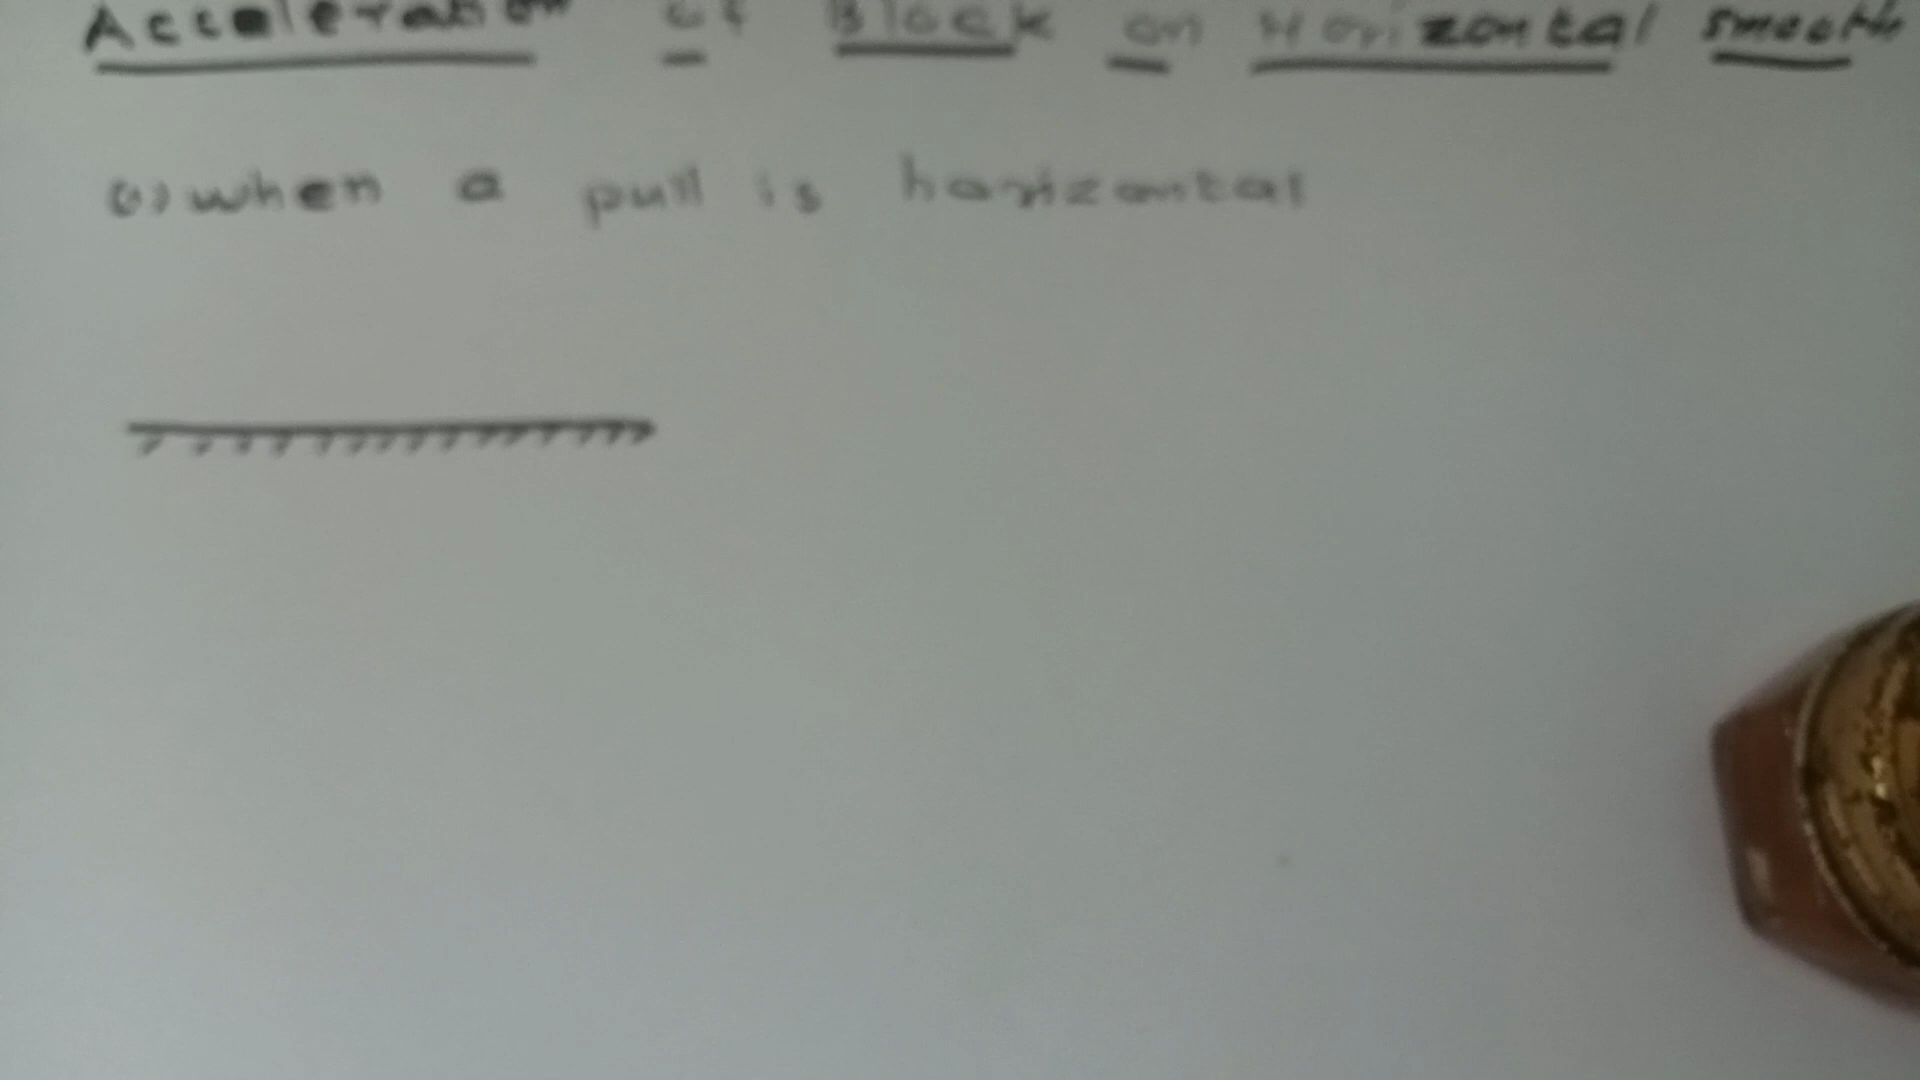 Acceleration of Block on Horizontal smooth
(i) when a pull is horizontal